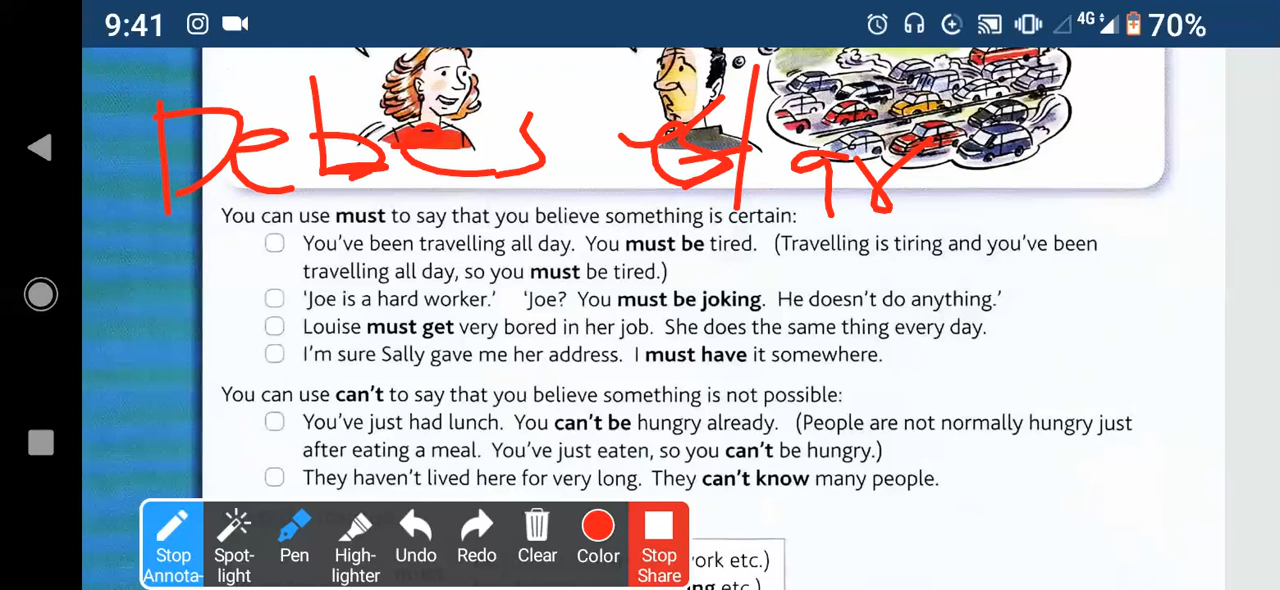 9:41
4G
70%
Debes estar
You can use must to say that you believe something is certain:
You've been travelling all day. You must be tired. (Travelling is tiring and you've been
travelling all day, so you must be tired.)
'Joe is a hard worker.' 'Joe? You must be joking. He doesn't do anything.'
Louise must get very bored in her job. She does the same thing every day.
I'm sure Sally gave me her address. I must have it somewhere.
You can use can't to say that you believe something is not possible:
You've just had lunch. You can't be hungry already. (People are not normally hungry just
after eating a meal. You've just eaten, so you can't be hungry.)
They haven't lived here for very long. They can't know many people.
Stop Annota- Spot-light Pen High-lighter Undo Redo Clear Color Stop Share
etc.)
etc.)